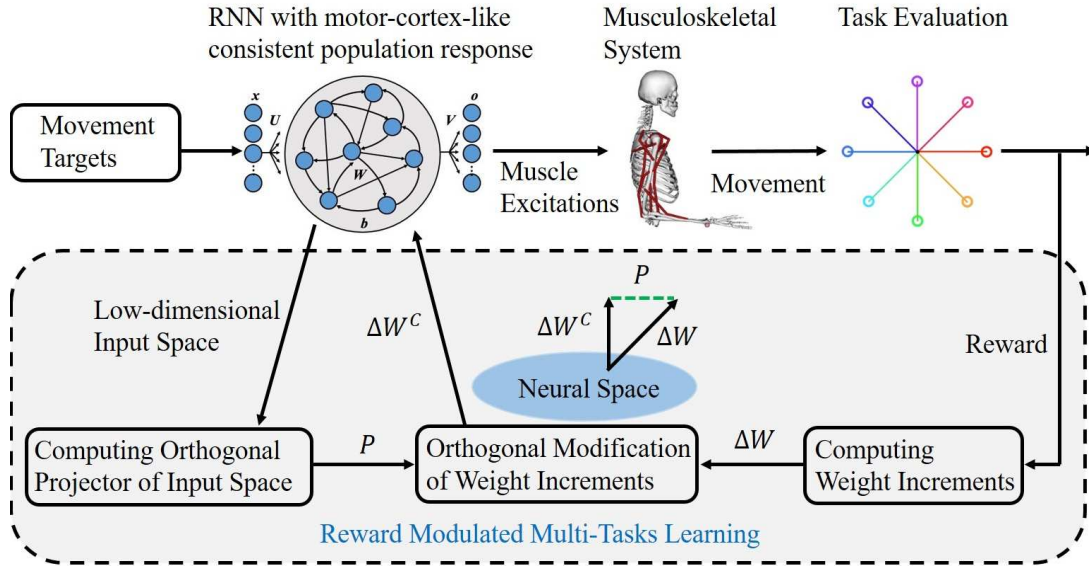 RNN with motor-cortex-like
consistent population response
Musculoskeletal
System
Task Evaluation
Movement
Targets
x
U
W
b
V
o
Muscle
Excitations
Movement
Low-dimensional
Input Space
ΔW^C
P
ΔW^C
ΔW
Neural Space
Reward
Computing Orthogonal
Projector of Input Space
P
Orthogonal Modification
of Weight Increments
ΔW
Computing
Weight Increments
Reward Modulated Multi-Tasks Learning